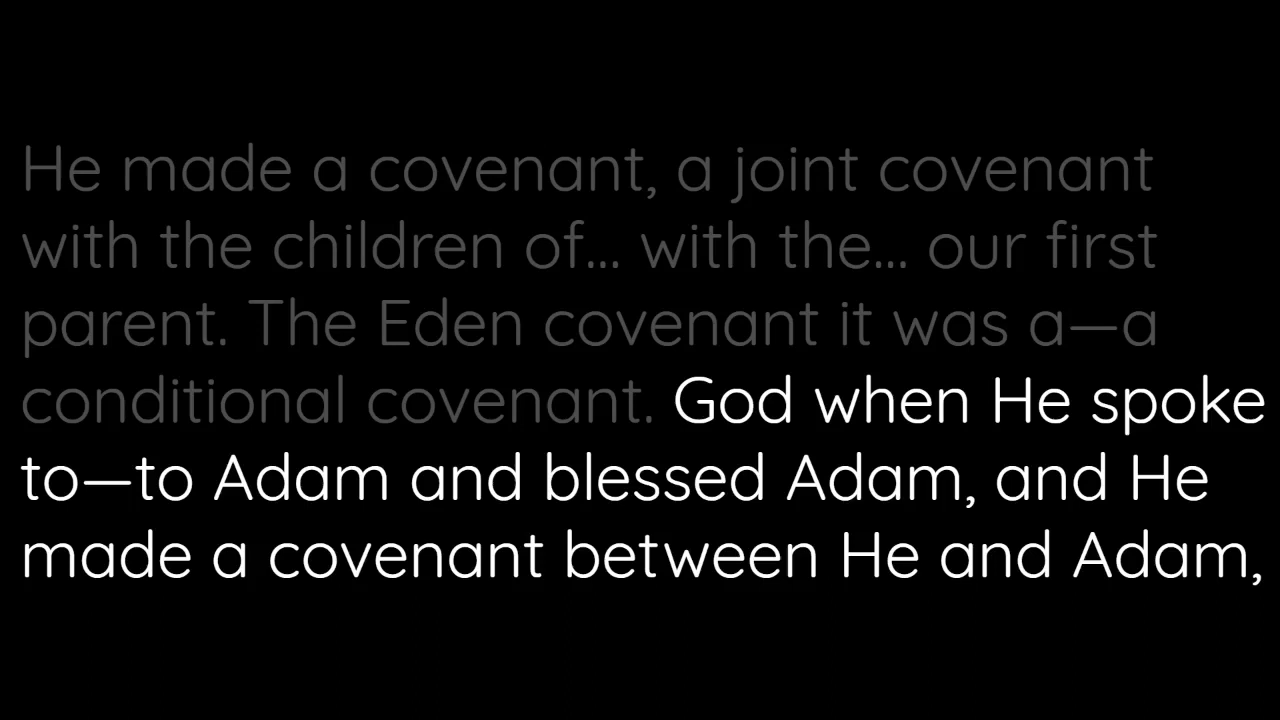 He made a covenant, a joint covenant
with the children of... with the... our first
parent. The Eden covenant it was a—a
conditional covenant. God when He spoke
to—to Adam and blessed Adam, and He
made a covenant between He and Adam,